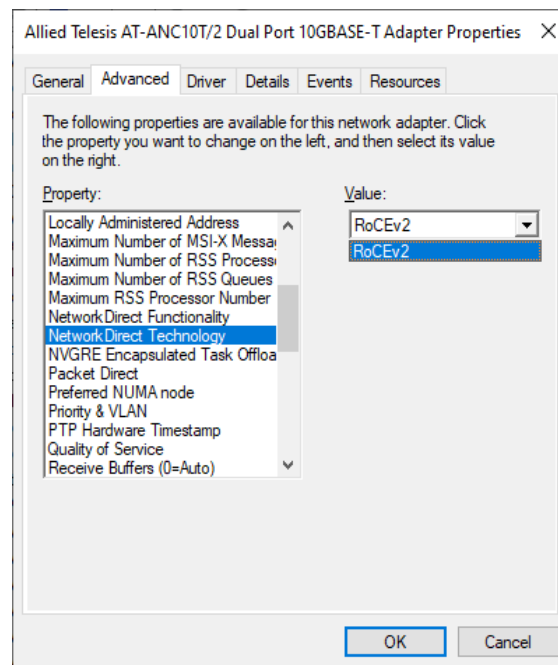 Allied Telesis AT-ANC10T/2 Dual Port 10GBASE-T Adapter Properties
General Advanced Driver Details Events Resources
The following properties are available for this network adapter. Click
the property you want to change on the left, and then select its value
on the right.
Property:
Value:
Locally Administered Address
Maximum Number of MSI-X Messa
Maximum Number of RSS Process
Maximum Number of RSS Queues
Maximum RSS Processor Number
NetworkDirect Functionality
NetworkDirect Technology
NVGRE Encapsulated Task Offloa
Packet Direct
Preferred NUMA node
Priority & VLAN
PTP Hardware Timestamp
Quality of Service
Receive Buffers (0=Auto)
RoCEv2
RoCEv2
OK
Cancel